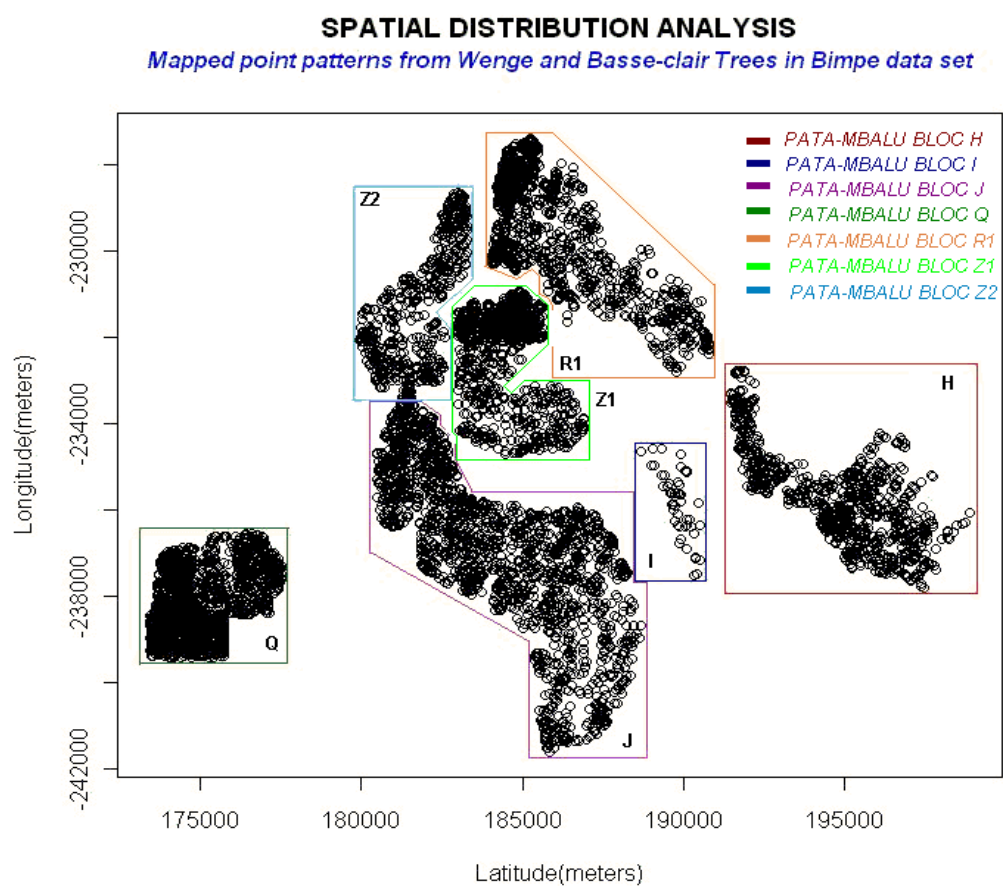 SPATIAL DISTRIBUTION ANALYSIS
Mapped point patterns from Wenge and Basse-clair Trees in Bimpe data set
PATA-MBALU BLOC H
PATA-MBALU BLOC I
PATA-MBALU BLOC J
PATA-MBALU BLOC Q
PATA-MBALU BLOC R1
PATA-MBALU BLOC Z1
PATA-MBALU BLOC Z2
Z2
R1
H
Z1
I
Q
J
Longitude(meters)
-230000
-234000
-238000
-242000
175000
180000
185000
190000
195000
Latitude(meters)